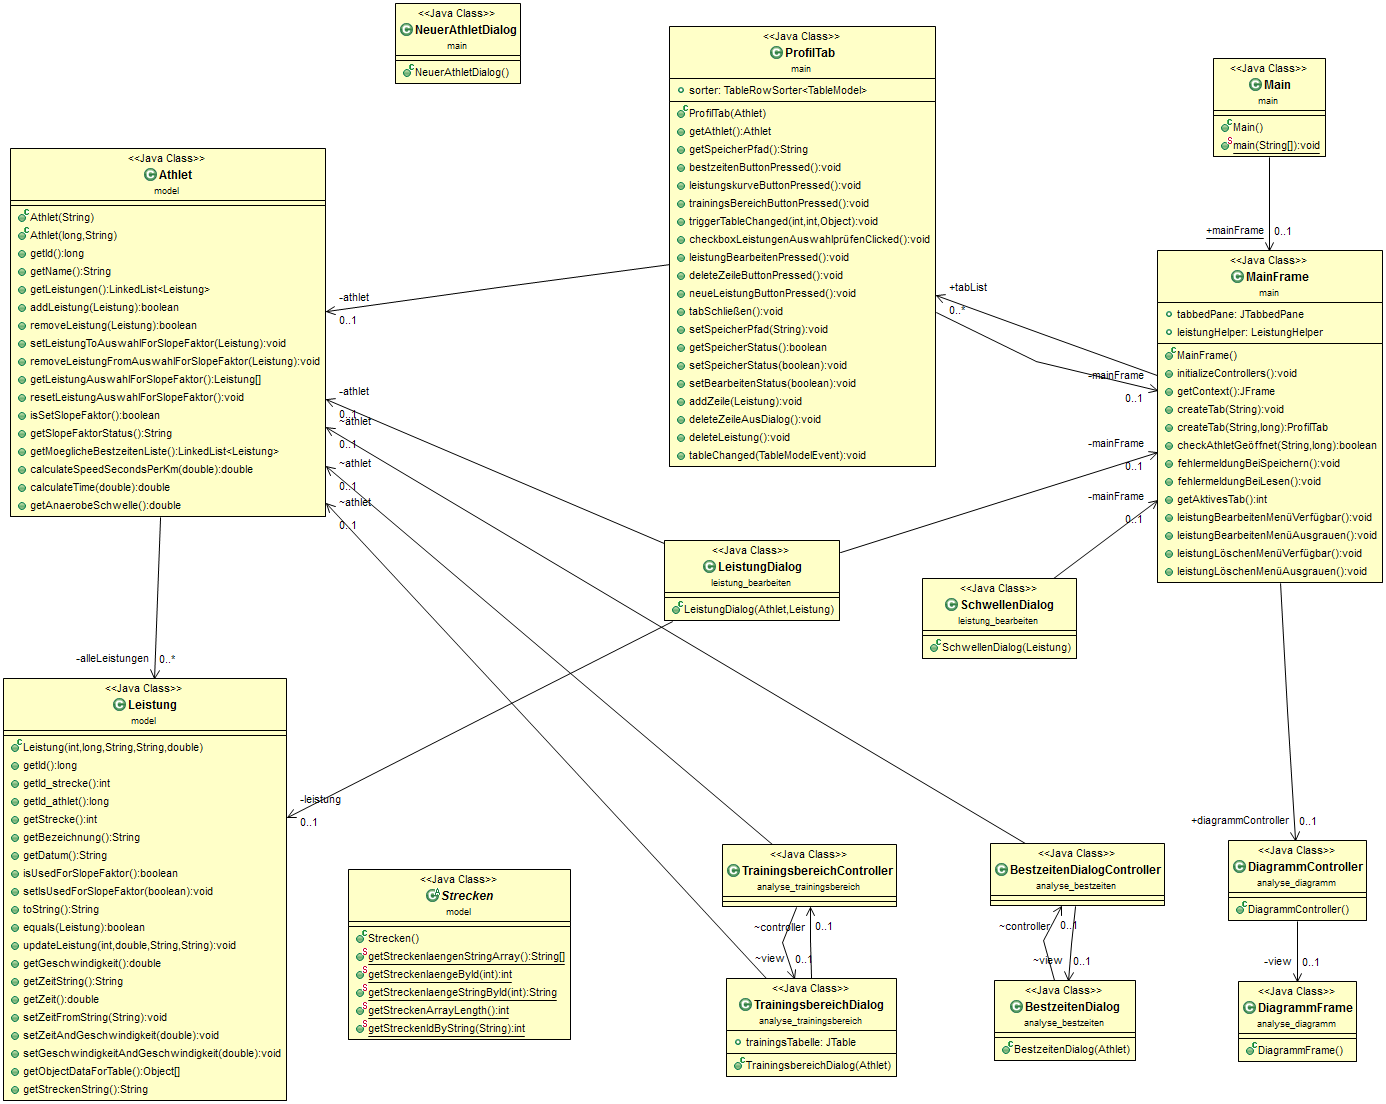 <<Java Class>>
NeuerAthletDialog
main
NeuerAthletDialog()
<<Java Class>>
ProfilTab
main
sorter: TableRowSorter<TableModel>
ProfilTab(Athlet)
getAthlet():Athlet
getSpeicherPfad():String
bestzeitenButtonPressed():void
leistungskurveButtonPressed():void
trainingsBereichButtonPressed():void
triggerTableChanged(int,int,Object):void
checkboxLeistungenAuswahlprüfenClicked():void
leistungBearbeitenPressed():void
deleteZeileButtonPressed():void
neueLeistungButtonPressed():void
tabSchließen():void
setSpeicherPfad(String):void
getSpeicherStatus():boolean
setSpeicherStatus(boolean):void
setBearbeitenStatus(boolean):void
addZeile(Leistung):void
deleteZeileAusDialog():void
deleteLeistung():void
tableChanged(TableModelEvent):void
<<Java Class>>
Main
main
Main()
main(String[]):void
+mainFrame
0..1
<<Java Class>>
MainFrame
main
tabbedPane: JTabbedPane
leistungHelper: LeistungHelper
MainFrame()
initializeControllers():void
getContext():JFrame
createTab(String):void
createTab(String,long):ProfilTab
checkAthletGeöffnet(String,long):boolean
fehlermeldungBeiSpeichern():void
fehlermeldungBeiLesen():void
getAktivesTab():int
leistungBearbeitenMenüVerfügbar():void
leistungBearbeitenMenüAusgrauen():void
leistungLöschenMenüVerfügbar():void
leistungLöschenMenüAusgrauen():void
<<Java Class>>
Athlet
model
Athlet(String)
Athlet(long,String)
getId():long
getName():String
getLeistungen():LinkedList<Leistung>
addLeistung(Leistung):boolean
removeLeistung(Leistung):boolean
setLeistungToAuswahlForSlopeFaktor(Leistung):void
removeLeistungFromAuswahlForSlopeFaktor(Leistung):void
getLeistungAuswahlForSlopeFaktor():Leistung[]
resetLeistungAuswahlForSlopeFaktor():void
isSetSlopeFaktor():boolean
getSlopeFaktorStatus():String
getMoeglicheBestzeitenListe():LinkedList<Leistung>
calculateSpeedSecondsPerKm(double):double
calculateTime(double):double
getAnaerobeSchwelle():double
-athlet
0..1
-athlet
0..1
~athlet
0..1
~athlet
0..1
~athlet
0..1
+tabList
0..*
-mainFrame
0..1
-mainFrame
0..1
-mainFrame
0..1
<<Java Class>>
LeistungDialog
leistung_bearbeiten
LeistungDialog(Athlet,Leistung)
<<Java Class>>
SchwellenDialog
leistung_bearbeiten
SchwellenDialog(Leistung)
-alleLeistungen
0..*
<<Java Class>>
Leistung
model
Leistung(int,long,String,String,double)
getId():long
getId_strecke():int
getId_athlet():long
getStrecke():int
getBezeichnung():String
getDatum():String
isUsedForSlopeFaktor():boolean
setIsUsedForSlopeFaktor(boolean):void
toString():String
equals(Leistung):boolean
updateLeistung(int,double,String,String):void
getGeschwindigkeit():double
getZeitString():String
getZeit():double
setZeitFromString(String):void
setZeitAndGeschwindigkeit(double):void
setGeschwindigkeitAndGeschwindigkeit(double):void
getObjectDataForTable():Object[]
getStreckenString():String
-leistung
0..1
<<Java Class>>
Strecken
model
Strecken()
getStreckenlaengenStringArray():String[]
getStreckenlaengeById(int):int
getStreckenlaengeStringById(int):String
getStreckenArrayLength():int
getStreckenIdByString(String):int
<<Java Class>>
TrainingsbereichController
analyse_trainingsbereich
~controller
0..1
~view
0..1
<<Java Class>>
TrainingsbereichDialog
analyse_trainingsbereich
trainingsTabelle: JTable
TrainingsbereichDialog(Athlet)
<<Java Class>>
BestzeitenDialogController
analyse_bestzeiten
~controller
0..1
~view
0..1
<<Java Class>>
BestzeitenDialog
analyse_bestzeiten
BestzeitenDialog(Athlet)
+diagrammController
0..1
<<Java Class>>
DiagrammController
analyse_diagramm
DiagrammController()
-view
0..1
<<Java Class>>
DiagrammFrame
analyse_diagramm
DiagrammFrame()